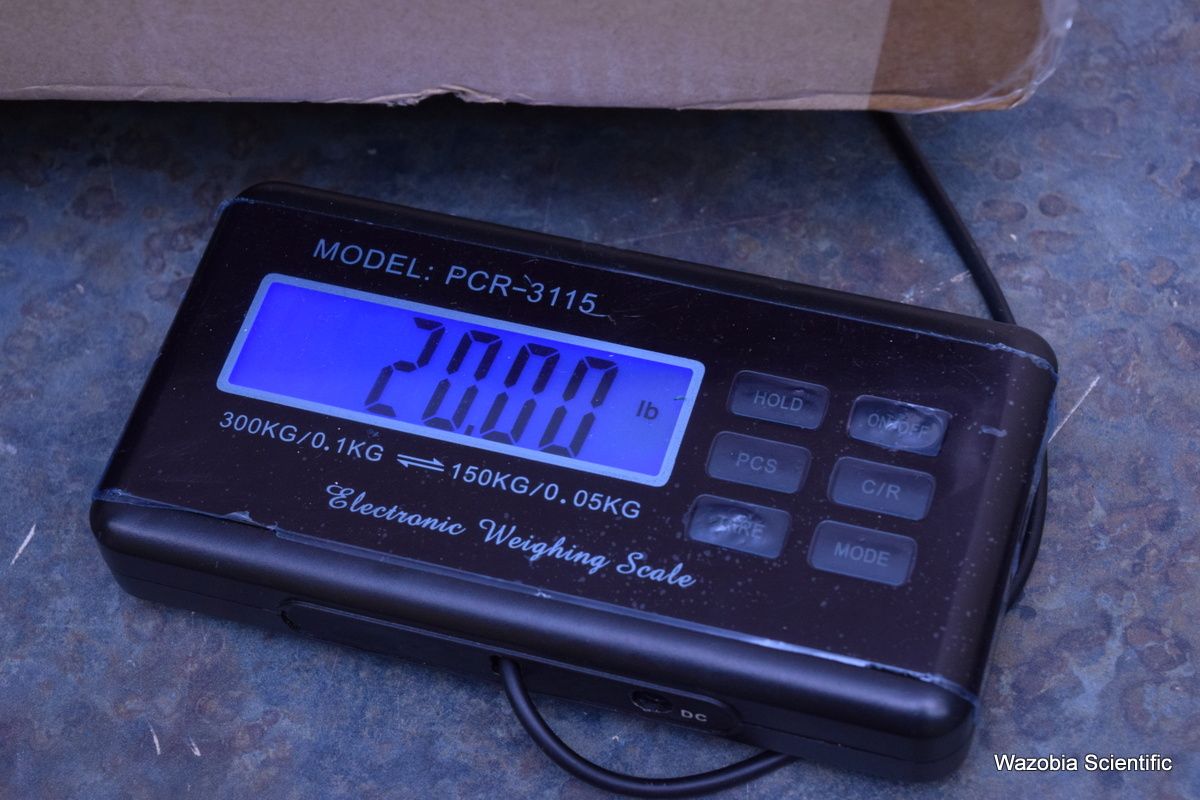 MODEL: PCR-3115
20.00 lb
300KG/0.1KG ⇌ 150KG/0.05KG
Electronic Weighing Scale
HOLD ON/OFF
PCS C/R
MODE
DC
Wazobia Scientific